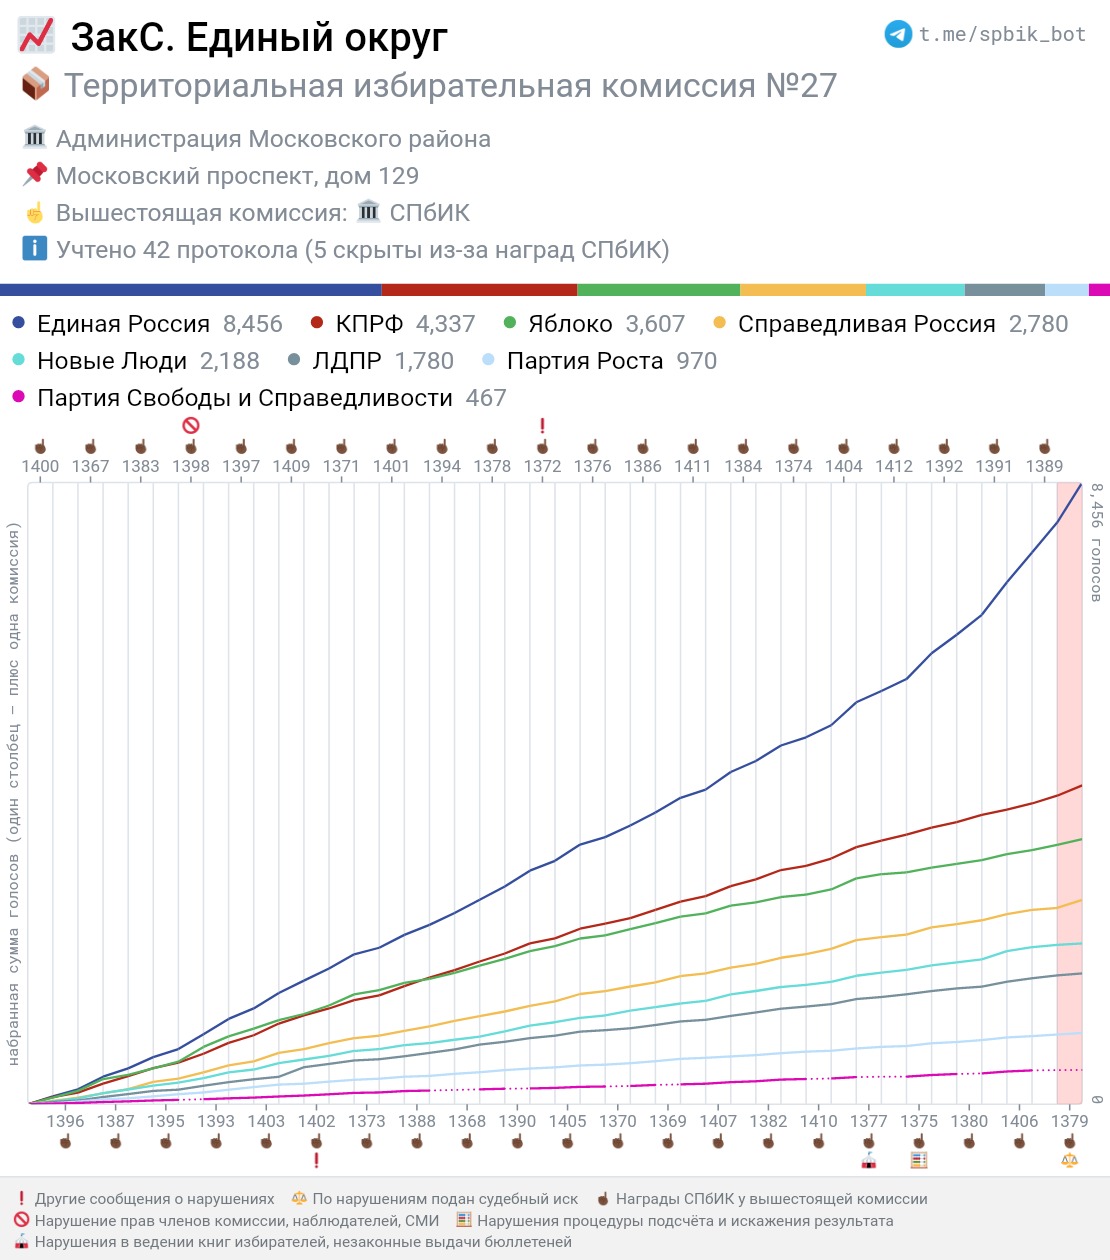 ЗакС. Единый округ
t.me/spbik_bot
Территориальная избирательная комиссия №27
Администрация Московского района
Московский проспект, дом 129
Вышестоящая комиссия: СПбИК
Учтено 42 протокола (5 скрыты из-за наград СПбИК)
Единая Россия 8,456 КПРФ 4,337 Яблоко 3,607 Справедливая Россия 2,780
Новые Люди 2,188 ЛДПР 1,780 Партия Роста 970
Партия Свободы и Справедливости 467
1400 1367 1383 1398 1397 1409 1371 1401 1394 1378 1372 1376 1386 1411 1384 1374 1404 1412 1392 1391 1389
набранная сумма голосов (один столбец — плюс одна комиссия)
8,456 голосов
0
1396 1387 1395 1393 1403 1402 1373 1388 1368 1390 1405 1370 1369 1407 1382 1410 1377 1375 1380 1406 1379
Другие сообщения о нарушениях По нарушениям подан судебный иск Награды СПбИК у вышестоящей комиссии
Нарушение прав членов комиссии, наблюдателей, СМИ Нарушения процедуры подсчёта и искажения результата
Нарушения в ведении книг избирателей, незаконные выдачи бюллетеней